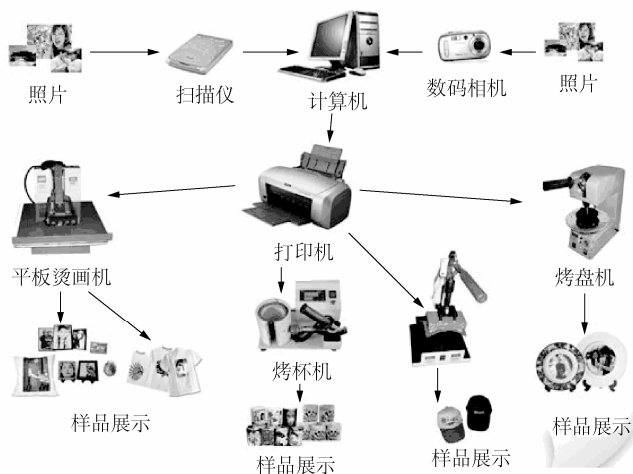 照片
扫描仪
计算机
数码相机
照片
打印机
平板烫画机
烤盘机
烤杯机
样品展示
样品展示
样品展示
样品展示